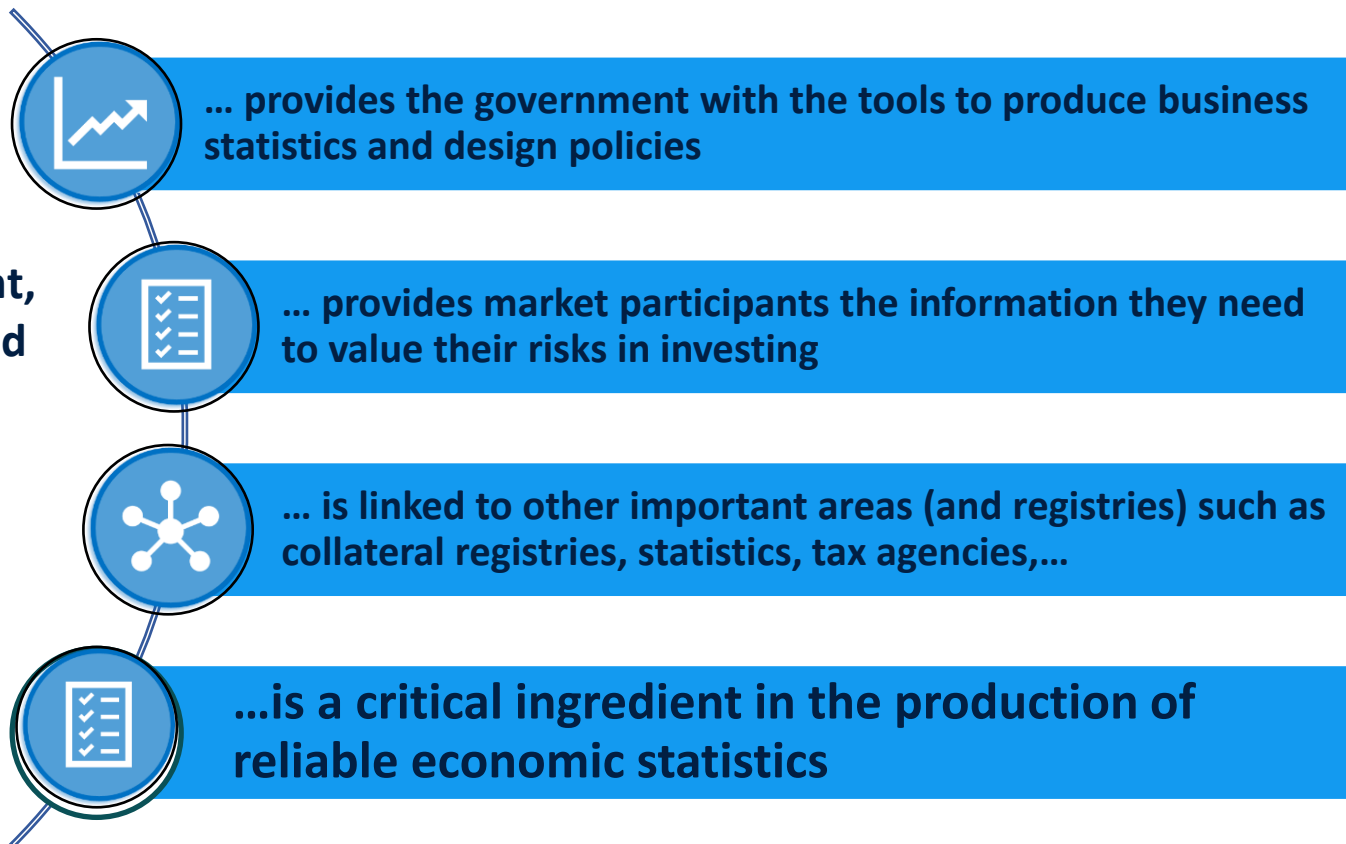 … provides the government with the tools to produce business
statistics and design policies
… provides market participants the information they need
to value their risks in investing
… is linked to other important areas (and registries) such as
collateral registries, statistics, tax agencies,…
…is a critical ingredient in the production of
reliable economic statistics